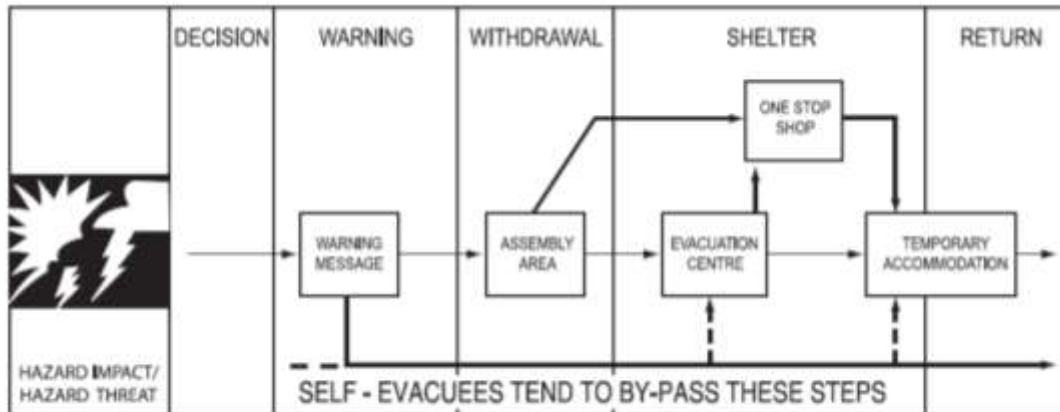 DECISION
WARNING
WITHDRAWAL
SHELTER
RETURN
ONE STOP
SHOP
WARNING
MESSAGE
ASSEMBLY
AREA
EVACUATION
CENTRE
TEMPORARY
ACCOMMODATION
HAZARD IMPACT/
HAZARD THREAT
SELF - EVACUEES TEND TO BY-PASS THESE STEPS